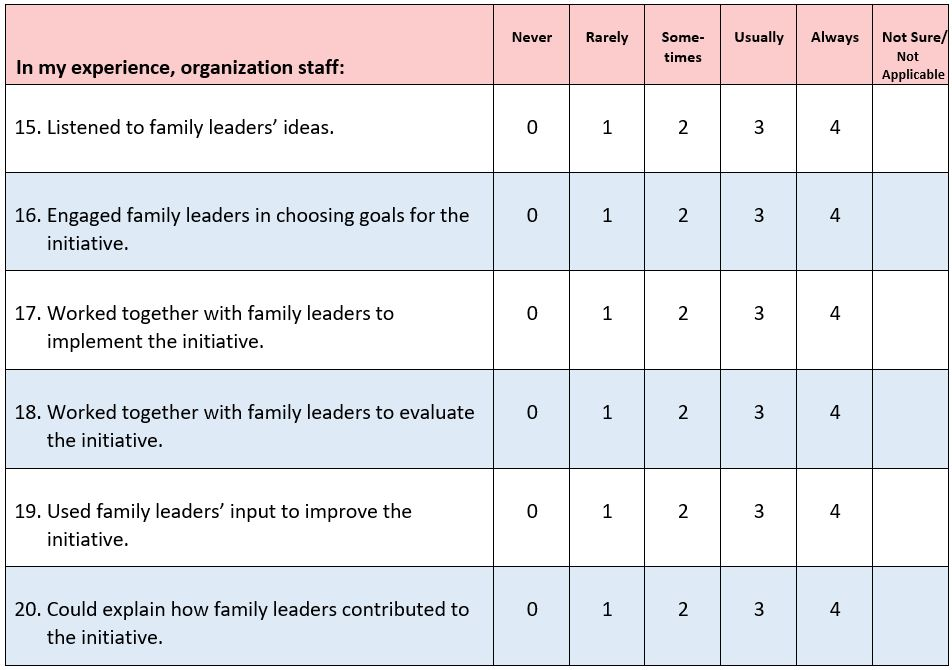 In my experience, organization staff: Never Rarely Some- Usually Always Not Sure/
times Not
Applicable
15. Listened to family leaders’ ideas. 0 1 2 3 4
16. Engaged family leaders in choosing goals for the 0 1 2 3 4
initiative.
17. Worked together with family leaders to 0 1 2 3 4
implement the initiative.
18. Worked together with family leaders to evaluate 0 1 2 3 4
the initiative.
19. Used family leaders’ input to improve the 0 1 2 3 4
initiative.
20. Could explain how family leaders contributed to 0 1 2 3 4
the initiative.